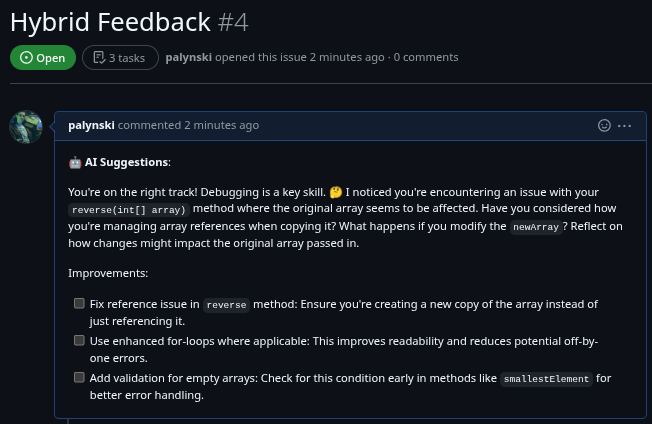 Hybrid Feedback #4
Open 3 tasks palynski opened this issue 2 minutes ago · 0 comments
palynski commented 2 minutes ago
🤖 AI Suggestions:
You're on the right track! Debugging is a key skill. 🤔 I noticed you're encountering an issue with your
reverse(int[] array) method where the original array seems to be affected. Have you considered how
you're managing array references when copying it? What happens if you modify the newArray? Reflect on
how changes might impact the original array passed in.
Improvements:
Fix reference issue in reverse method: Ensure you're creating a new copy of the array instead of
just referencing it.
Use enhanced for-loops where applicable: This improves readability and reduces potential off-by-
one errors.
Add validation for empty arrays: Check for this condition early in methods like smallestElement for
better error handling.